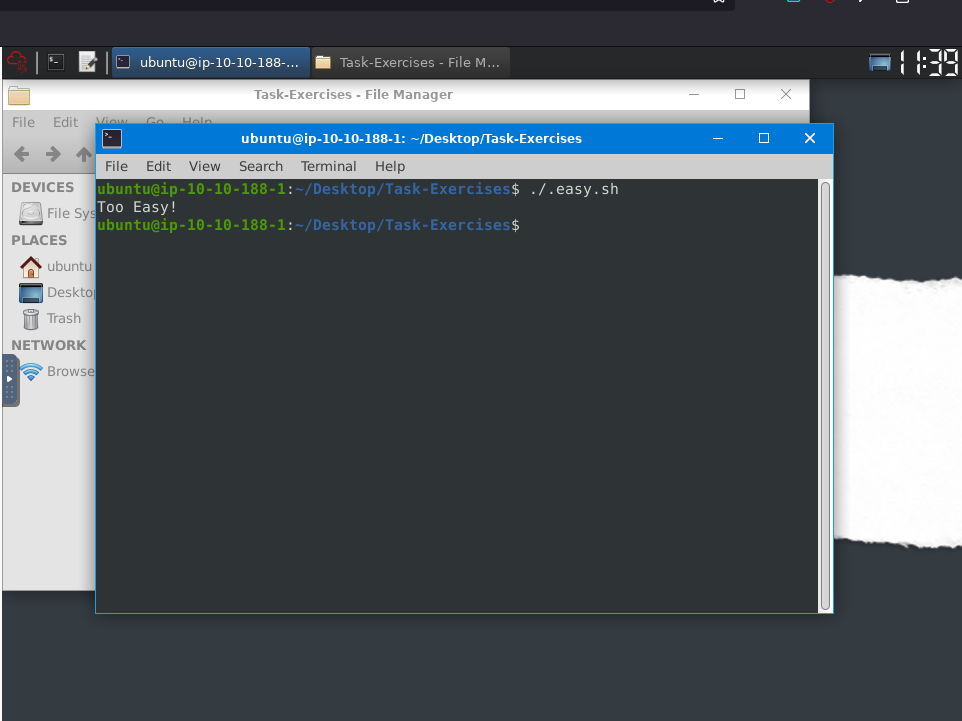 ubuntu@ip-10-10-188-...
Task-Exercises - File M...
11:39
Task-Exercises - File Manager
File Edit View Go Help
ubuntu@ip-10-10-188-1: ~/Desktop/Task-Exercises
File Edit View Search Terminal Help
DEVICES
File Sys
PLACES
ubuntu
Desktop
Trash
NETWORK
Browse
ubuntu@ip-10-10-188-1:~/Desktop/Task-Exercises$ ./.easy.sh
Too Easy!
ubuntu@ip-10-10-188-1:~/Desktop/Task-Exercises$